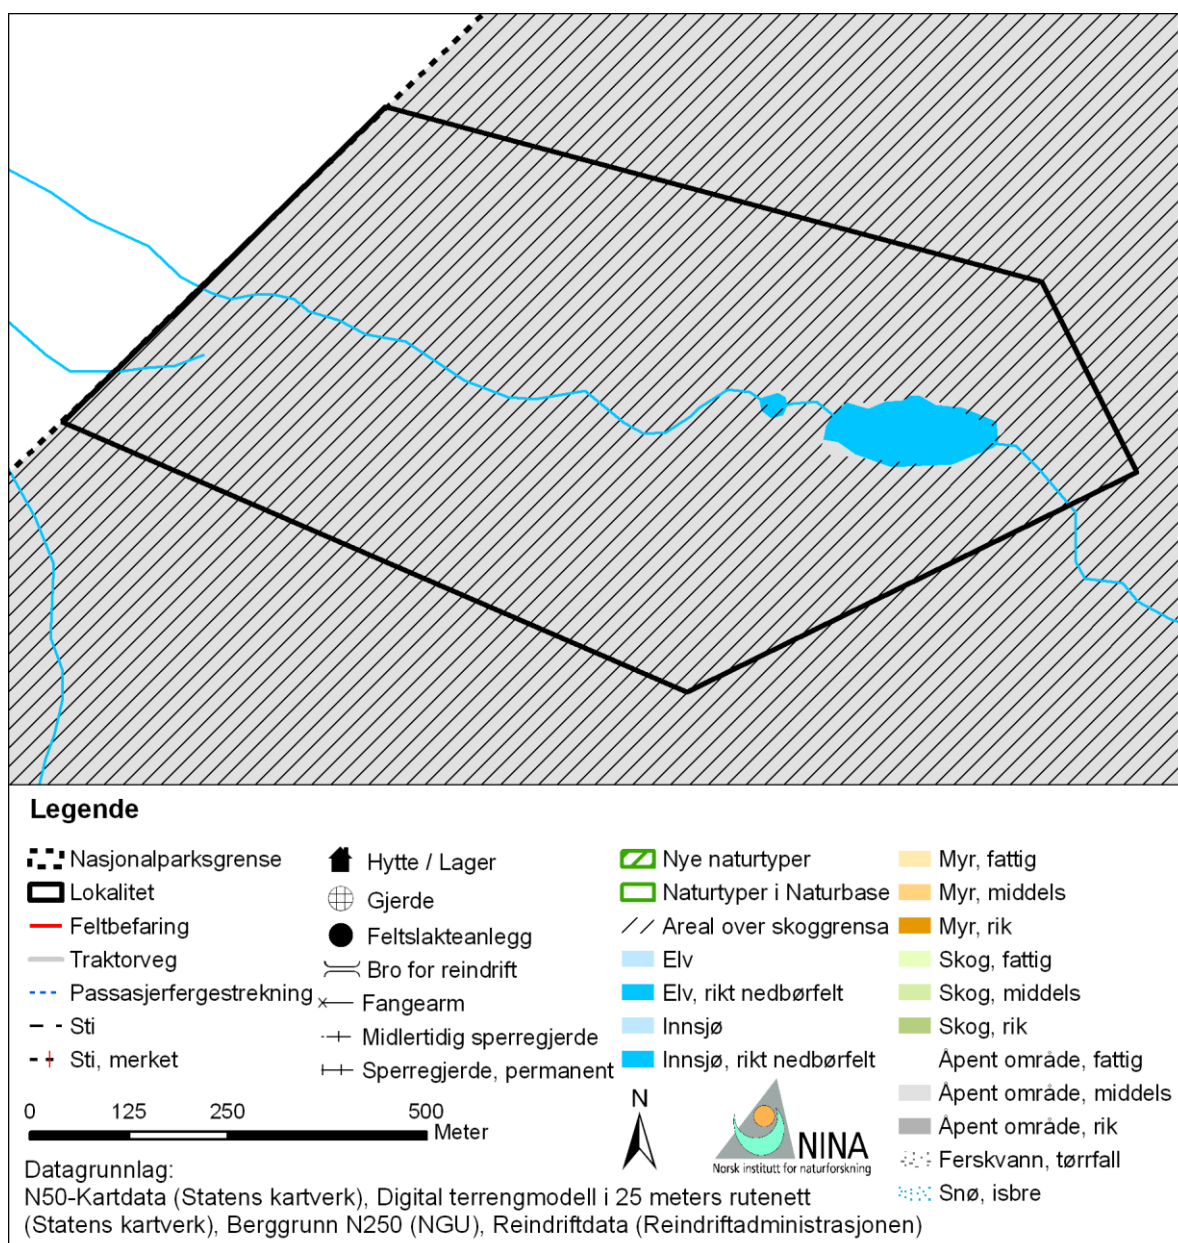 Legende
Nasjonalparksgrense
Lokalitet
Feltbefaring
Traktorveg
Passasjerfergestrekning
Sti
Sti, merket
Hytte / Lager
Gjerde
Feltslakteanlegg
Bro for reindrift
Fangearm
Midlertidig sperregjerde
Sperregjerde, permanent
Nye naturtyper
Naturtyper i Naturbase
Areal over skoggrensa
Elv
Elv, rikt nedbørfelt
Innsjø
Innsjø, rikt nedbørfelt
Myr, fattig
Myr, middels
Myr, rik
Skog, fattig
Skog, middels
Skog, rik
Åpent område, fattig
Åpent område, middels
Åpent område, rik
Ferskvann, tørrfall
Snø, isbre
0 125 250 500
Meter
N
NINA
Norsk institutt for naturforskning
Datagrunnlag:
N50-Kartdata (Statens kartverk), Digital terrengmodell i 25 meters rutenett
(Statens kartverk), Berggrunn N250 (NGU), Reindriftdata (Reindriftadministrasjonen)